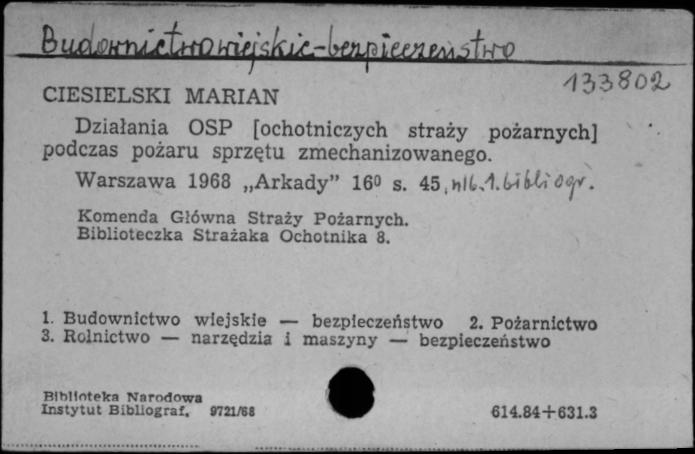 Budownictwo wiejskie-bezpieczeństwo
133802
CIESIELSKI MARIAN
Działania OSP [ochotniczych straży pożarnych]
podczas pożaru sprzętu zmechanizowanego.
Warszawa 1968 „Arkady” 16⁰ s. 45, nlb. 1. bibliogr.
Komenda Główna Straży Pożarnych.
Biblioteczka Strażaka Ochotnika 8.
1. Budownictwo wiejskie — bezpieczeństwo 2. Pożarnictwo
3. Rolnictwo — narzędzia i maszyny — bezpieczeństwo
Biblioteka Narodowa
Instytut Bibliograf. 9721/68
614.84+631.3